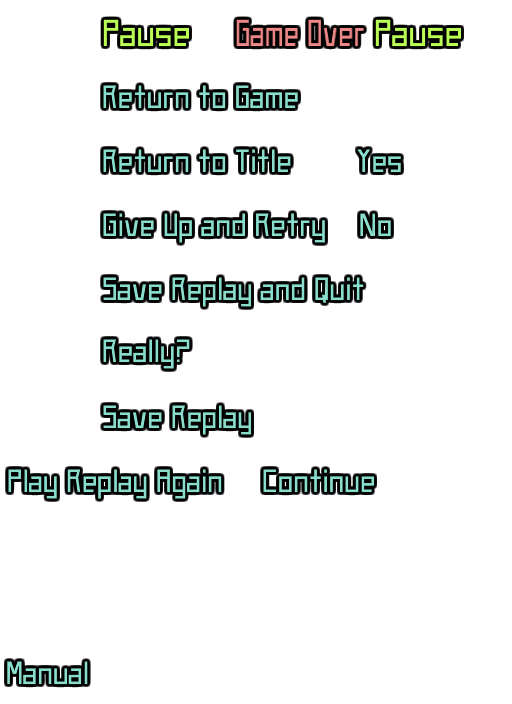 Pause Game Over Pause
Return to Game
Return to Title Yes
Give Up and Retry No
Save Replay and Quit
Really?
Save Replay
Play Replay Again Continue
Manual